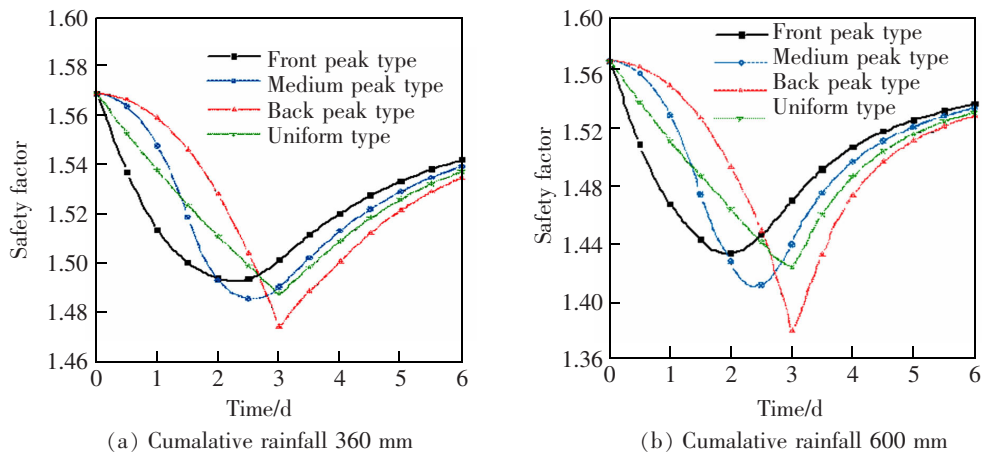 1.60
1.58
1.56
1.54
1.52
1.50
1.48
1.46
Safety factor
Front peak type
Medium peak type
Back peak type
Uniform type
0 1 2 3 4 5 6
Time/d
(a) Cumalative rainfall 360 mm
1.60
1.56
1.52
1.48
1.44
1.40
1.36
Safety factor
Front peak type
Medium peak type
Back peak type
Uniform type
0 1 2 3 4 5 6
Time/d
(b) Cumalative rainfall 600 mm